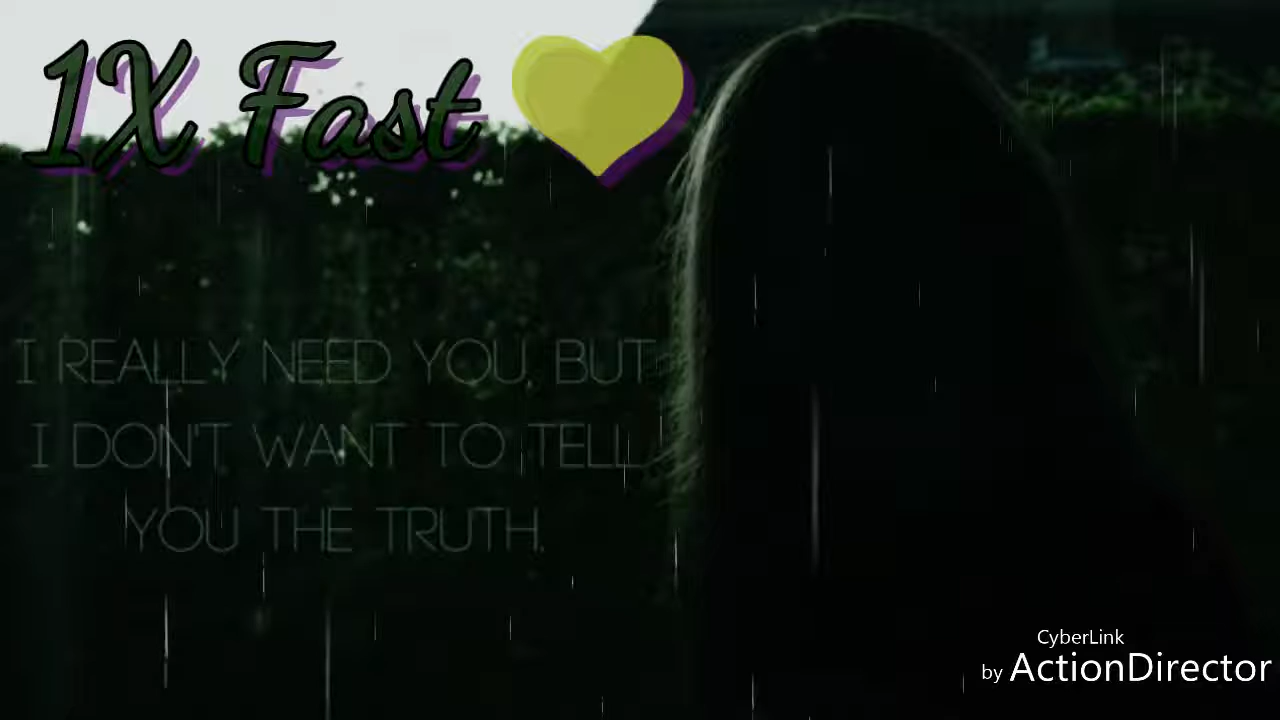 1X Fast 💛
I REALLY NEED YOU BUT
I DON'T WANT TO TELL
YOU THE TRUTH.
CyberLink
by ActionDirector